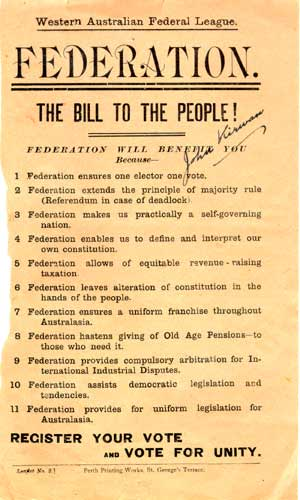 Western Australian Federal League.
FEDERATION.
THE BILL TO THE PEOPLE!
John Kirwan
FEDERATION WILL BENEFIT YOU
Because—
1 Federation ensures one elector one vote.
2 Federation extends the principle of majority rule
(Referendum in case of deadlock).
3 Federation makes us practically a self-governing
nation.
4 Federation enables us to define and interpret our
own constitution.
5 Federation allows of equitable revenue-raising
taxation.
6 Federation leaves alteration of constitution in the
hands of the people.
7 Federation ensures a uniform franchise throughout
Australasia.
8 Federation hastens giving of Old Age Pensions—to
those who need it.
9 Federation provides compulsory arbitration for In-
ternational Industrial Disputes.
10 Federation assists democratic legislation and
tendencies.
11 Federation provides for uniform legislation for
Australasia.
REGISTER YOUR VOTE
AND VOTE FOR UNITY.
Leaflet No. Perth Printing Works, St. George's Terrace.